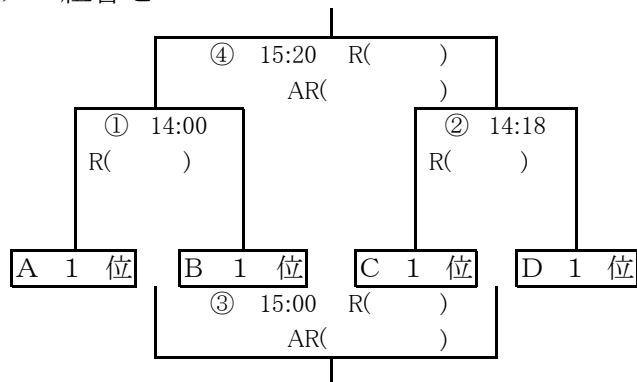 ④ 15:20 R( )
AR( )
① 14:00
R( )
② 14:18
R( )
A 1 位
B 1 位
C 1 位
D 1 位
③ 15:00 R( )
AR( )